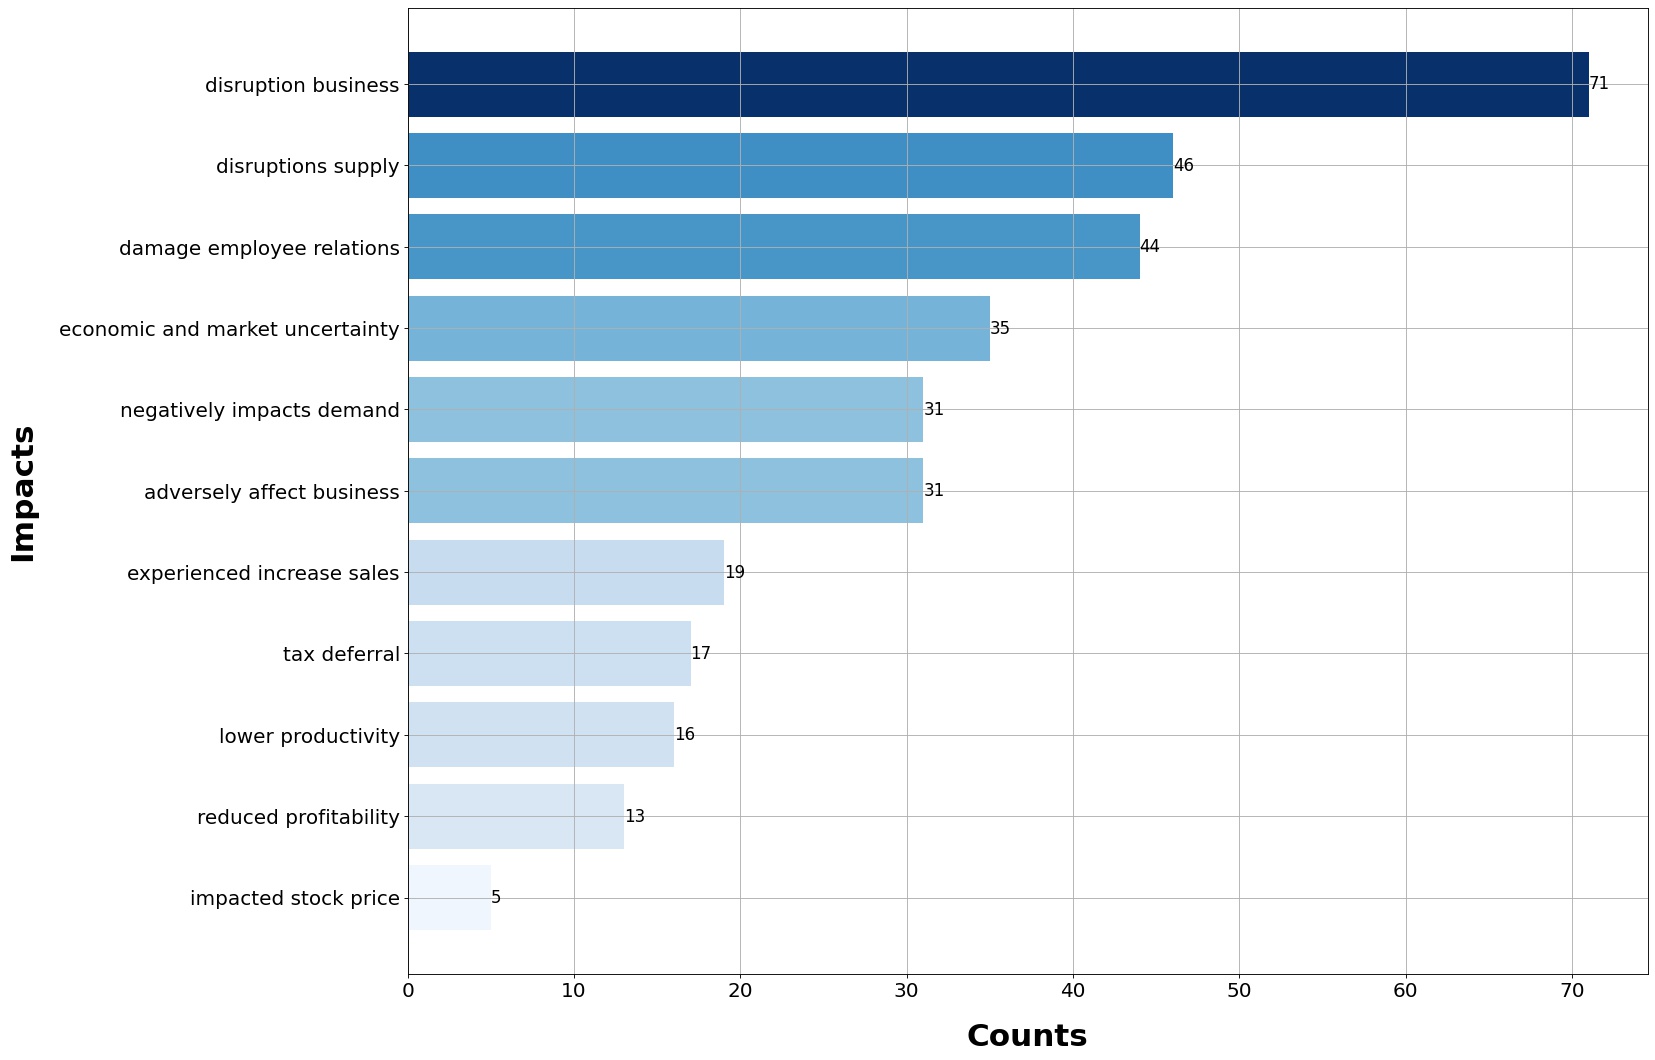 disruption business
71
disruptions supply
46
damage employee relations
44
economic and market uncertainty
35
negatively impacts demand
31
adversely affect business
31
experienced increase sales
19
tax deferral
17
lower productivity
16
reduced profitability
13
impacted stock price
5
Impacts
0 10 20 30 40 50 60 70
Counts